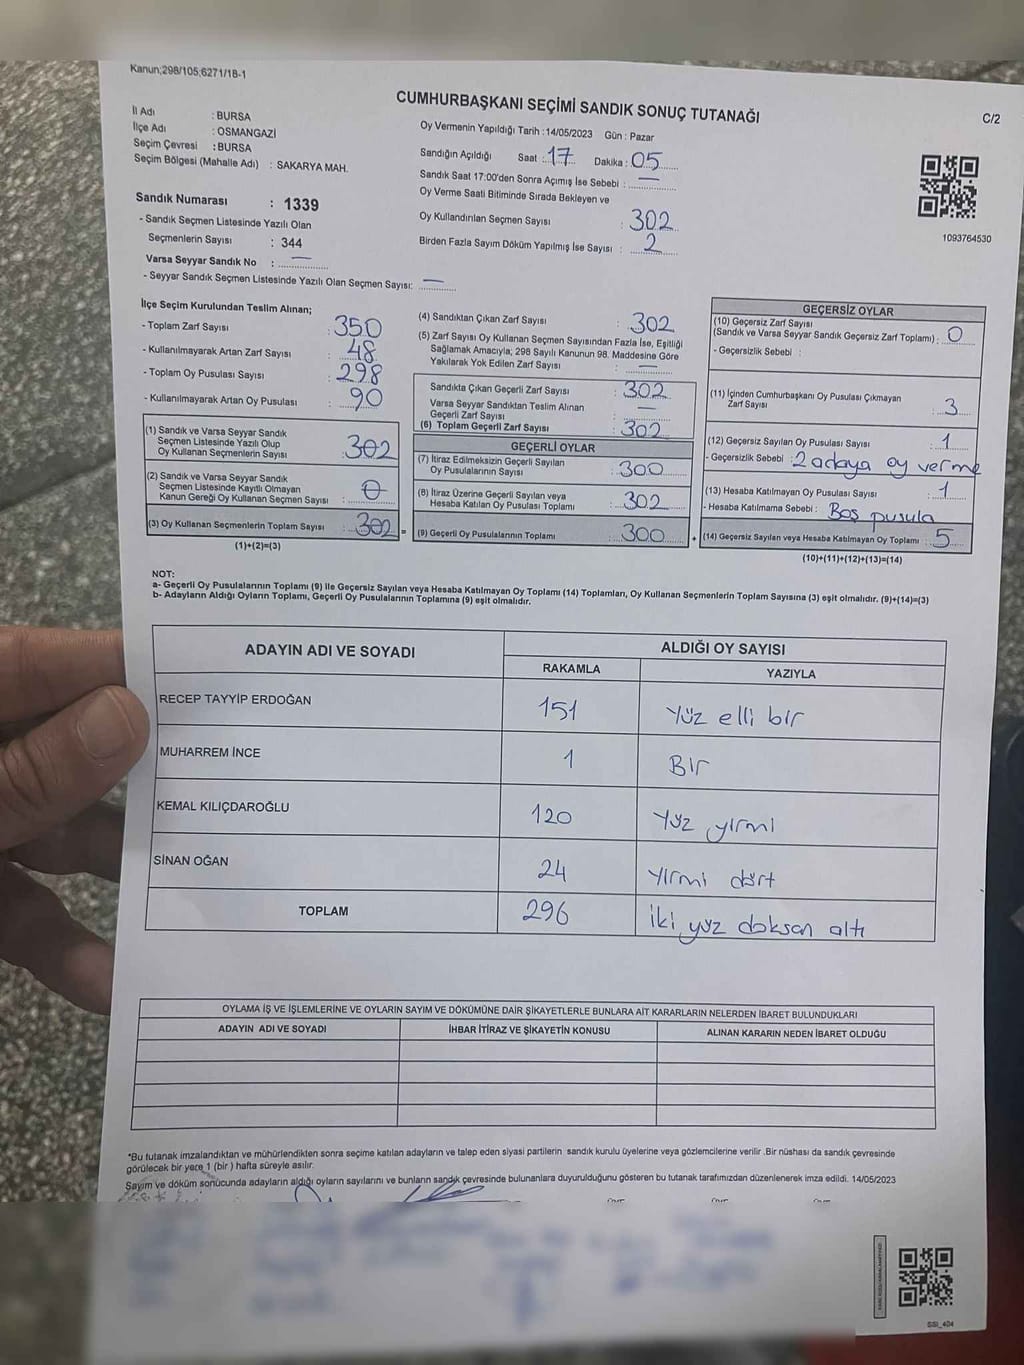 Kanun;298/105;6271/18-1
CUMHURBAŞKANI SEÇİMİ SANDIK SONUÇ TUTANAĞI
C/2
İl Adı : BURSA
İlçe Adı : OSMANGAZİ
Seçim Çevresi : BURSA
Seçim Bölgesi (Mahalle Adı) : SAKARYA MAH.
Sandık Numarası : 1339
- Sandık Seçmen Listesinde Yazılı Olan
Seçmenlerin Sayısı : 344
Varsa Seyyar Sandık No : —
- Seyyar Sandık Seçmen Listesinde Yazılı Olan Seçmen Sayısı: —
Oy Vermenin Yapıldığı Tarih : 14/05/2023 Gün : Pazar
Sandığın Açıldığı Saat : 17 Dakika : 05
Sandık Saat 17:00'den Sonra Açımış İse Sebebi : —
Oy Verme Saati Bitiminde Sırada Bekleyen ve
Oy Kullandırılan Seçmen Sayısı : 302
Birden Fazla Sayım Döküm Yapılmış İse Sayısı : 2
1093764530
İlçe Seçim Kurulundan Teslim Alınan;
- Toplam Zarf Sayısı : 350
- Kullanılmayarak Artan Zarf Sayısı : 48
- Toplam Oy Pusulası Sayısı : 298
- Kullanılmayarak Artan Oy Pusulası : 90
(1) Sandık ve Varsa Seyyar Sandık
Seçmen Listesinde Yazılı Olup
Oy Kullanan Seçmenlerin Sayısı : 302
(2) Sandık ve Varsa Seyyar Sandık
Seçmen Listesinde Kayıtlı Olmayan
Kanun Gereği Oy Kullanan Seçmen Sayısı : 0
(3) Oy Kullanan Seçmenlerin Toplam Sayısı : 302 =
(1)+(2)=(3)
(4) Sandıktan Çıkan Zarf Sayısı : 302
(5) Zarf Sayısı Oy Kullanan Seçmen Sayısından Fazla İse, Eşitliği
Sağlamak Amacıyla; 298 Sayılı Kanunun 98. Maddesine Göre
Yakılarak Yok Edilen Zarf Sayısı : —
Sandıkta Çıkan Geçerli Zarf Sayısı : 302
Varsa Seyyar Sandıktan Teslim Alınan
Geçerli Zarf Sayısı : —
(6) Toplam Geçerli Zarf Sayısı : 302
GEÇERLİ OYLAR
(7) İtiraz Edilmeksizin Geçerli Sayılan
Oy Pusulalarının Sayısı : 300
(8) İtiraz Üzerine Geçerli Sayılan veya
Hesaba Katılan Oy Pusulası Toplamı : 302
(9) Geçerli Oy Pusulalarının Toplamı : 300 +
GEÇERSİZ OYLAR
(10) Geçersiz Zarf Sayısı
(Sandık ve Varsa Seyyar Sandık Geçersiz Zarf Toplamı) : 0
- Geçersizlik Sebebi :
(11) İçinden Cumhurbaşkanı Oy Pusulası Çıkmayan
Zarf Sayısı : 3
(12) Geçersiz Sayılan Oy Pusulası Sayısı : 1
- Geçersizlik Sebebi : 2 adaya oy verme
(13) Hesaba Katılmayan Oy Pusulası Sayısı : 1
- Hesaba Katılmama Sebebi : Boş pusula
(14) Geçersiz Sayılan veya Hesaba Katılmayan Oy Toplamı : 5
(10)+(11)+(12)+(13)=(14)
NOT:
a- Geçerli Oy Pusulalarının Toplamı (9) ile Geçersiz Sayılan veya Hesaba Katılmayan Oy Toplamı (14) Toplamları, Oy Kullanan Seçmenlerin Toplam Sayısına (3) eşit olmalıdır. (9)+(14)=(3)
b- Adayların Aldığı Oyların Toplamı, Geçerli Oy Pusulalarının Toplamına (9) eşit olmalıdır.
ADAYIN ADI VE SOYADI ALDIĞI OY SAYISI
RAKAMLA YAZIYLA
RECEP TAYYİP ERDOĞAN 151 Yüz elli bir
MUHARREM İNCE 1 Bir
KEMAL KILIÇDAROĞLU 120 Yüz yirmi
SİNAN OĞAN 24 Yirmi dört
TOPLAM 296 iki yüz doksan altı
OYLAMA İŞ VE İŞLEMLERİNE VE OYLARIN SAYIM VE DÖKÜMÜNE DAİR ŞİKAYETLERLE BUNLARA AİT KARARLARIN NELERDEN İBARET BULUNDUKLARI
ADAYIN ADI VE SOYADI İHBAR İTİRAZ VE ŞİKAYETİN KONUSU ALINAN KARARIN NEDEN İBARET OLDUĞU
*Bu tutanak imzalandıktan ve mühürlendikten sonra seçime katılan adayların ve talep eden siyasi partilerin sandık kurulu üyelerine veya gözlemcilerine verilir .Bir nüshası da sandık çevresinde
görülecek bir yere 1 (bir ) hafta süreyle asılır.
Sayım ve döküm sonucunda adayların aldığı oyların sayılarını ve bunların sandık çevresinde bulunanlara duyurulduğunu gösteren bu tutanak tarafımızdan düzenlenerek imza edildi. 14/05/2023
SSI_404